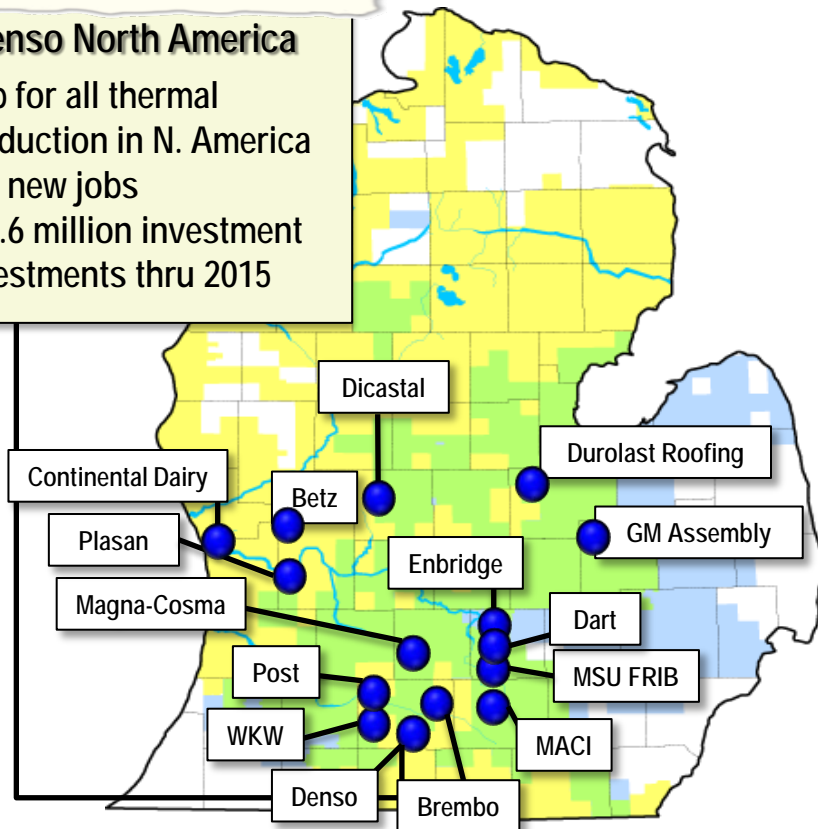 enso North America
for all thermal
duction in N. America
new jobs
.6 million investment
estments thru 2015
Dicastal
Durolast Roofing
Continental Dairy
Betz
GM Assembly
Plasan
Enbridge
Magna-Cosma
Dart
Post
MSU FRIB
WKW
MACI
Denso
Brembo